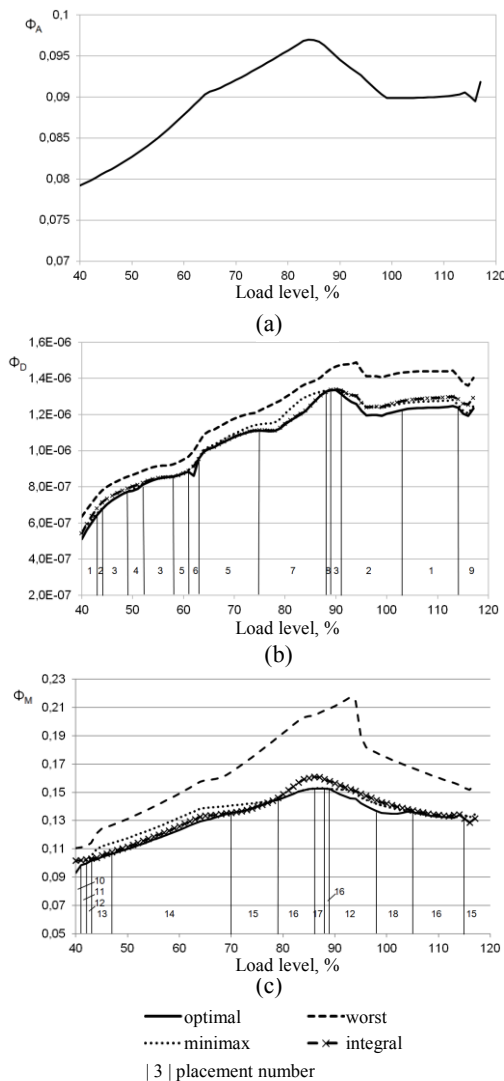 Φ_A
0,1
0,095
0,09
0,085
0,08
0,075
0,07
40 50 60 70 80 90 100 110 120
Load level, %
(a)
Φ_D
1,6E-06
1,4E-06
1,2E-06
1,0E-06
8,0E-07
6,0E-07
4,0E-07
2,0E-07
1 2 3 4 3 5 6 5 7 8 3 2 1 9
40 50 60 70 80 90 100 110 120
Load level, %
(b)
Φ_M
0,23
0,21
0,19
0,17
0,15
0,13
0,11
0,09
0,07
0,05
10
11
12
13 14 15 16 17 16 12 18 16 15
40 50 60 70 80 90 100 110 120
Load level, %
(c)
optimal worst
minimax integral
| 3 | placement number